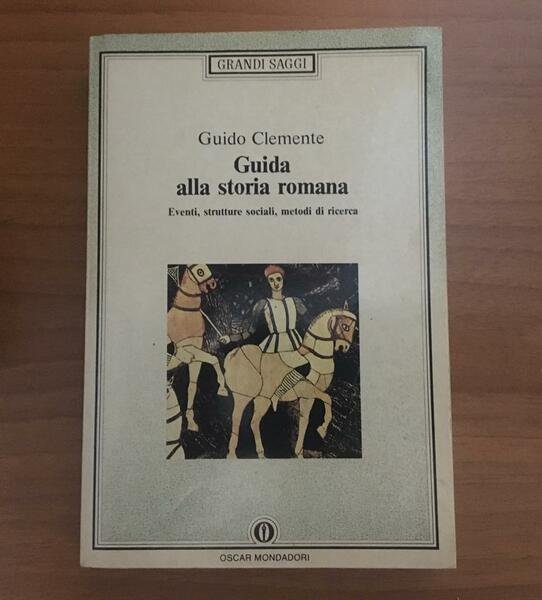 GRANDI SAGGI
Guido Clemente
Guida
alla storia romana
Eventi, strutture sociali, metodi di ricerca
OSCAR MONDADORI